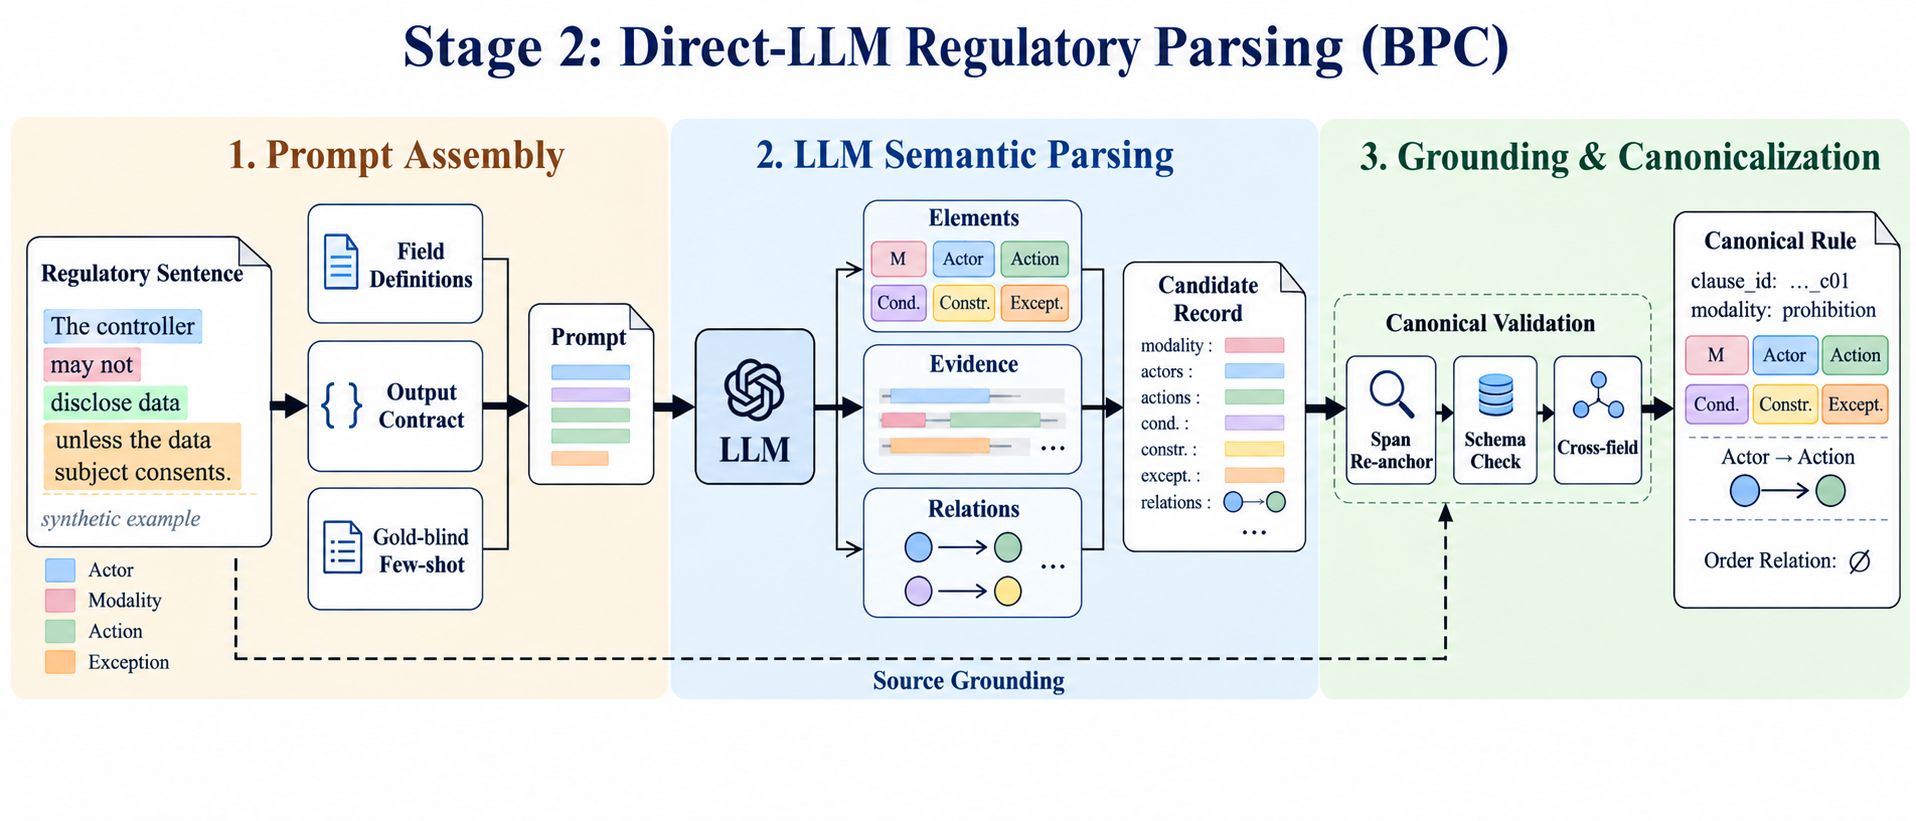 Stage 2: Direct-LLM Regulatory Parsing (BPC)
1. Prompt Assembly
Regulatory Sentence
The controller
may not
disclose data
unless the data
subject consents.
synthetic example
Actor
Modality
Action
Exception
Field
Definitions
{ } Output
Contract
Gold-blind
Few-shot
Prompt
2. LLM Semantic Parsing
LLM
Elements
M Actor Action
Cond. Constr. Except.
Evidence
...
Relations
...
Candidate
Record
modality :
actors :
actions :
cond. :
constr. :
except. :
relations :
...
Source Grounding
3. Grounding & Canonicalization
Canonical Validation
Span
Re-anchor
Schema
Check
Cross-field
Canonical Rule
clause_id: ..._c01
modality: prohibition
M Actor Action
Cond. Constr. Except.
Actor → Action
Order Relation: ∅